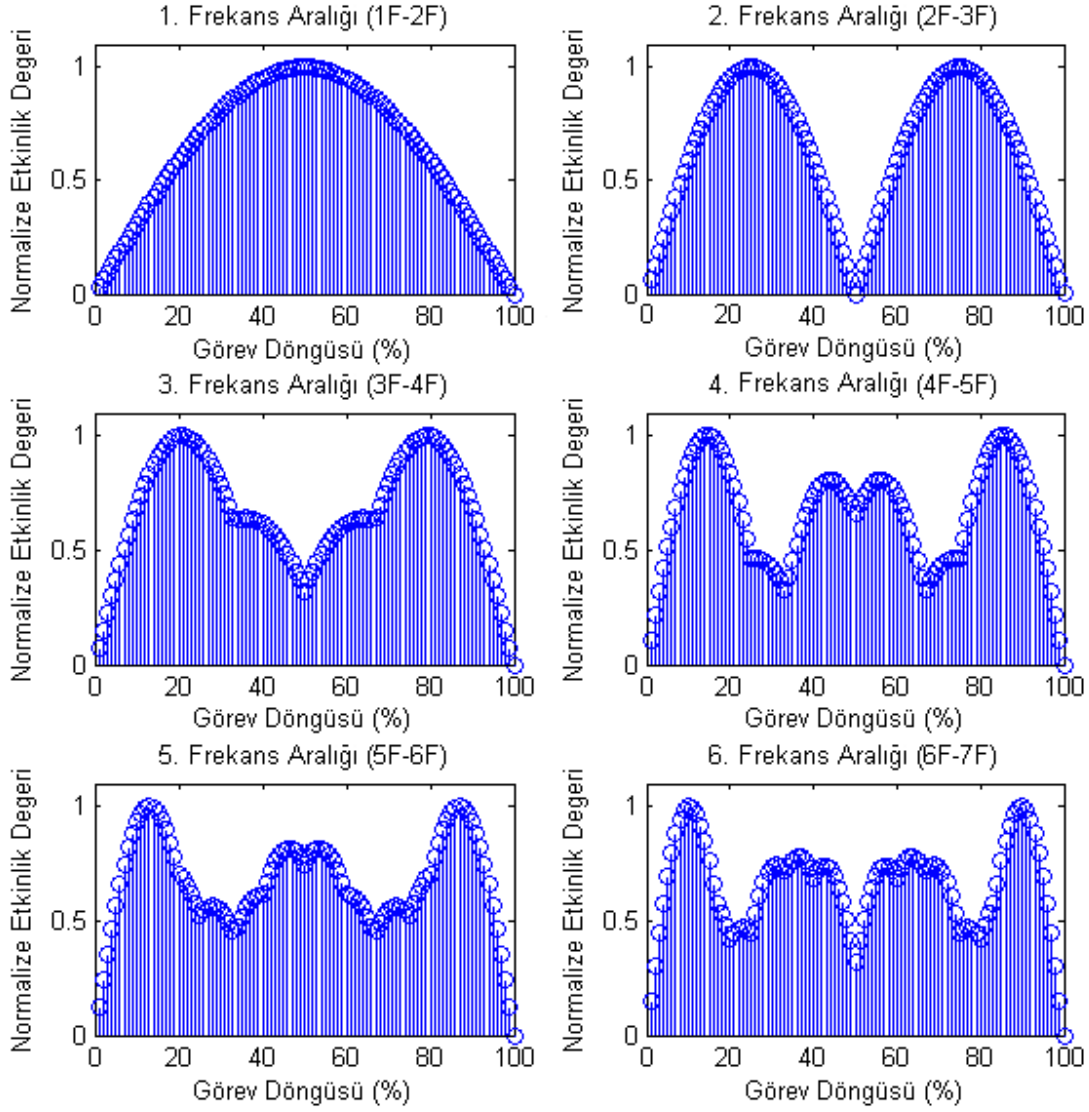 1. Frekans Aralığı (1F-2F)
Normalize Etkinlik Degeri
1
0.5
0
0 20 40 60 80 100
Görev Döngüsü (%)
2. Frekans Aralığı (2F-3F)
Normalize Etkinlik Degeri
1
0.5
0
0 20 40 60 80 100
Görev Döngüsü (%)
3. Frekans Aralığı (3F-4F)
Normalize Etkinlik Degeri
1
0.5
0
0 20 40 60 80 100
Görev Döngüsü (%)
4. Frekans Aralığı (4F-5F)
Normalize Etkinlik Degeri
1
0.5
0
0 20 40 60 80 100
Görev Döngüsü (%)
5. Frekans Aralığı (5F-6F)
Normalize Etkinlik Degeri
1
0.5
0
0 20 40 60 80 100
Görev Döngüsü (%)
6. Frekans Aralığı (6F-7F)
Normalize Etkinlik Degeri
1
0.5
0
0 20 40 60 80 100
Görev Döngüsü (%)